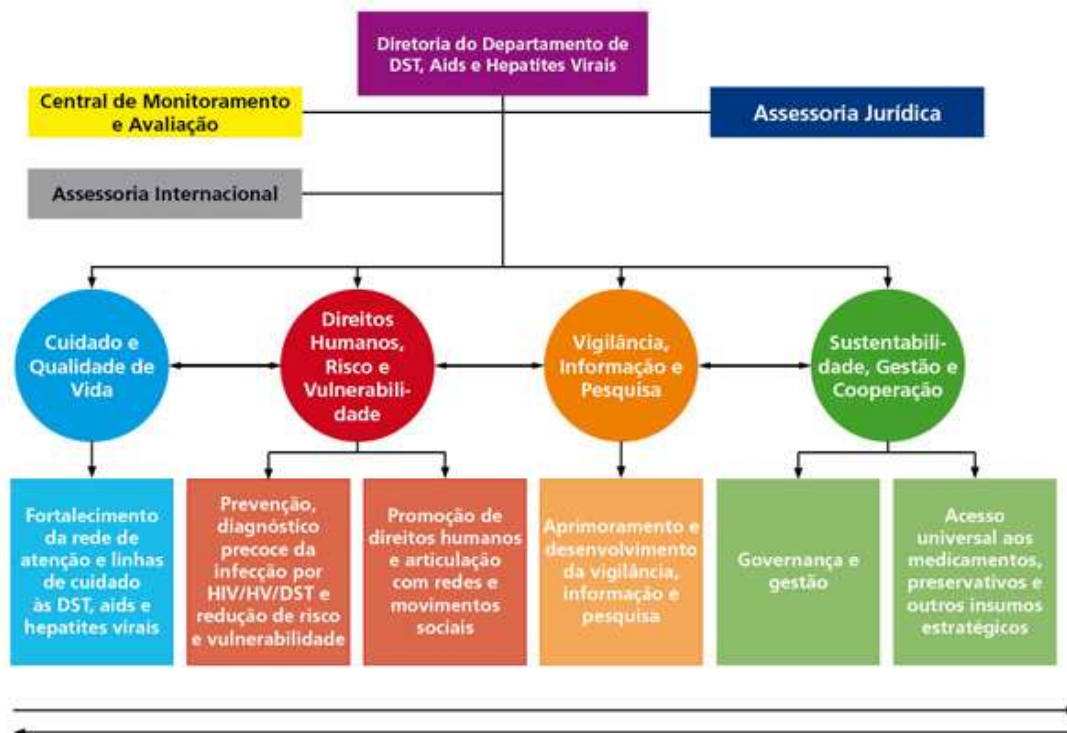 Diretoria do Departamento de
DST, Aids e Hepatites Virais
Central de Monitoramento
e Avaliação
Assessoria Jurídica
Assessoria Internacional
Cuidado e
Qualidade de
Vida
Direitos
Humanos,
Risco e
Vulnerabili-
dade
Vigilância,
Informação e
Pesquisa
Sustentabili-
dade, Gestão e
Cooperação
Fortalecimento
da rede de
atenção e linhas
de cuidado
às DST, aids e
hepatites virais
Prevenção,
diagnóstico
precoce da
infecção por
HIV/HV/DST e
redução de risco
e vulnerabilidade
Promoção de
direitos humanos
e articulação
com redes e
movimentos
sociais
Aprimoramento e
desenvolvimento
da vigilância,
informação e
pesquisa
Governança e
gestão
Acesso
universal aos
medicamentos,
preservativos e
outros insumos
estratégicos